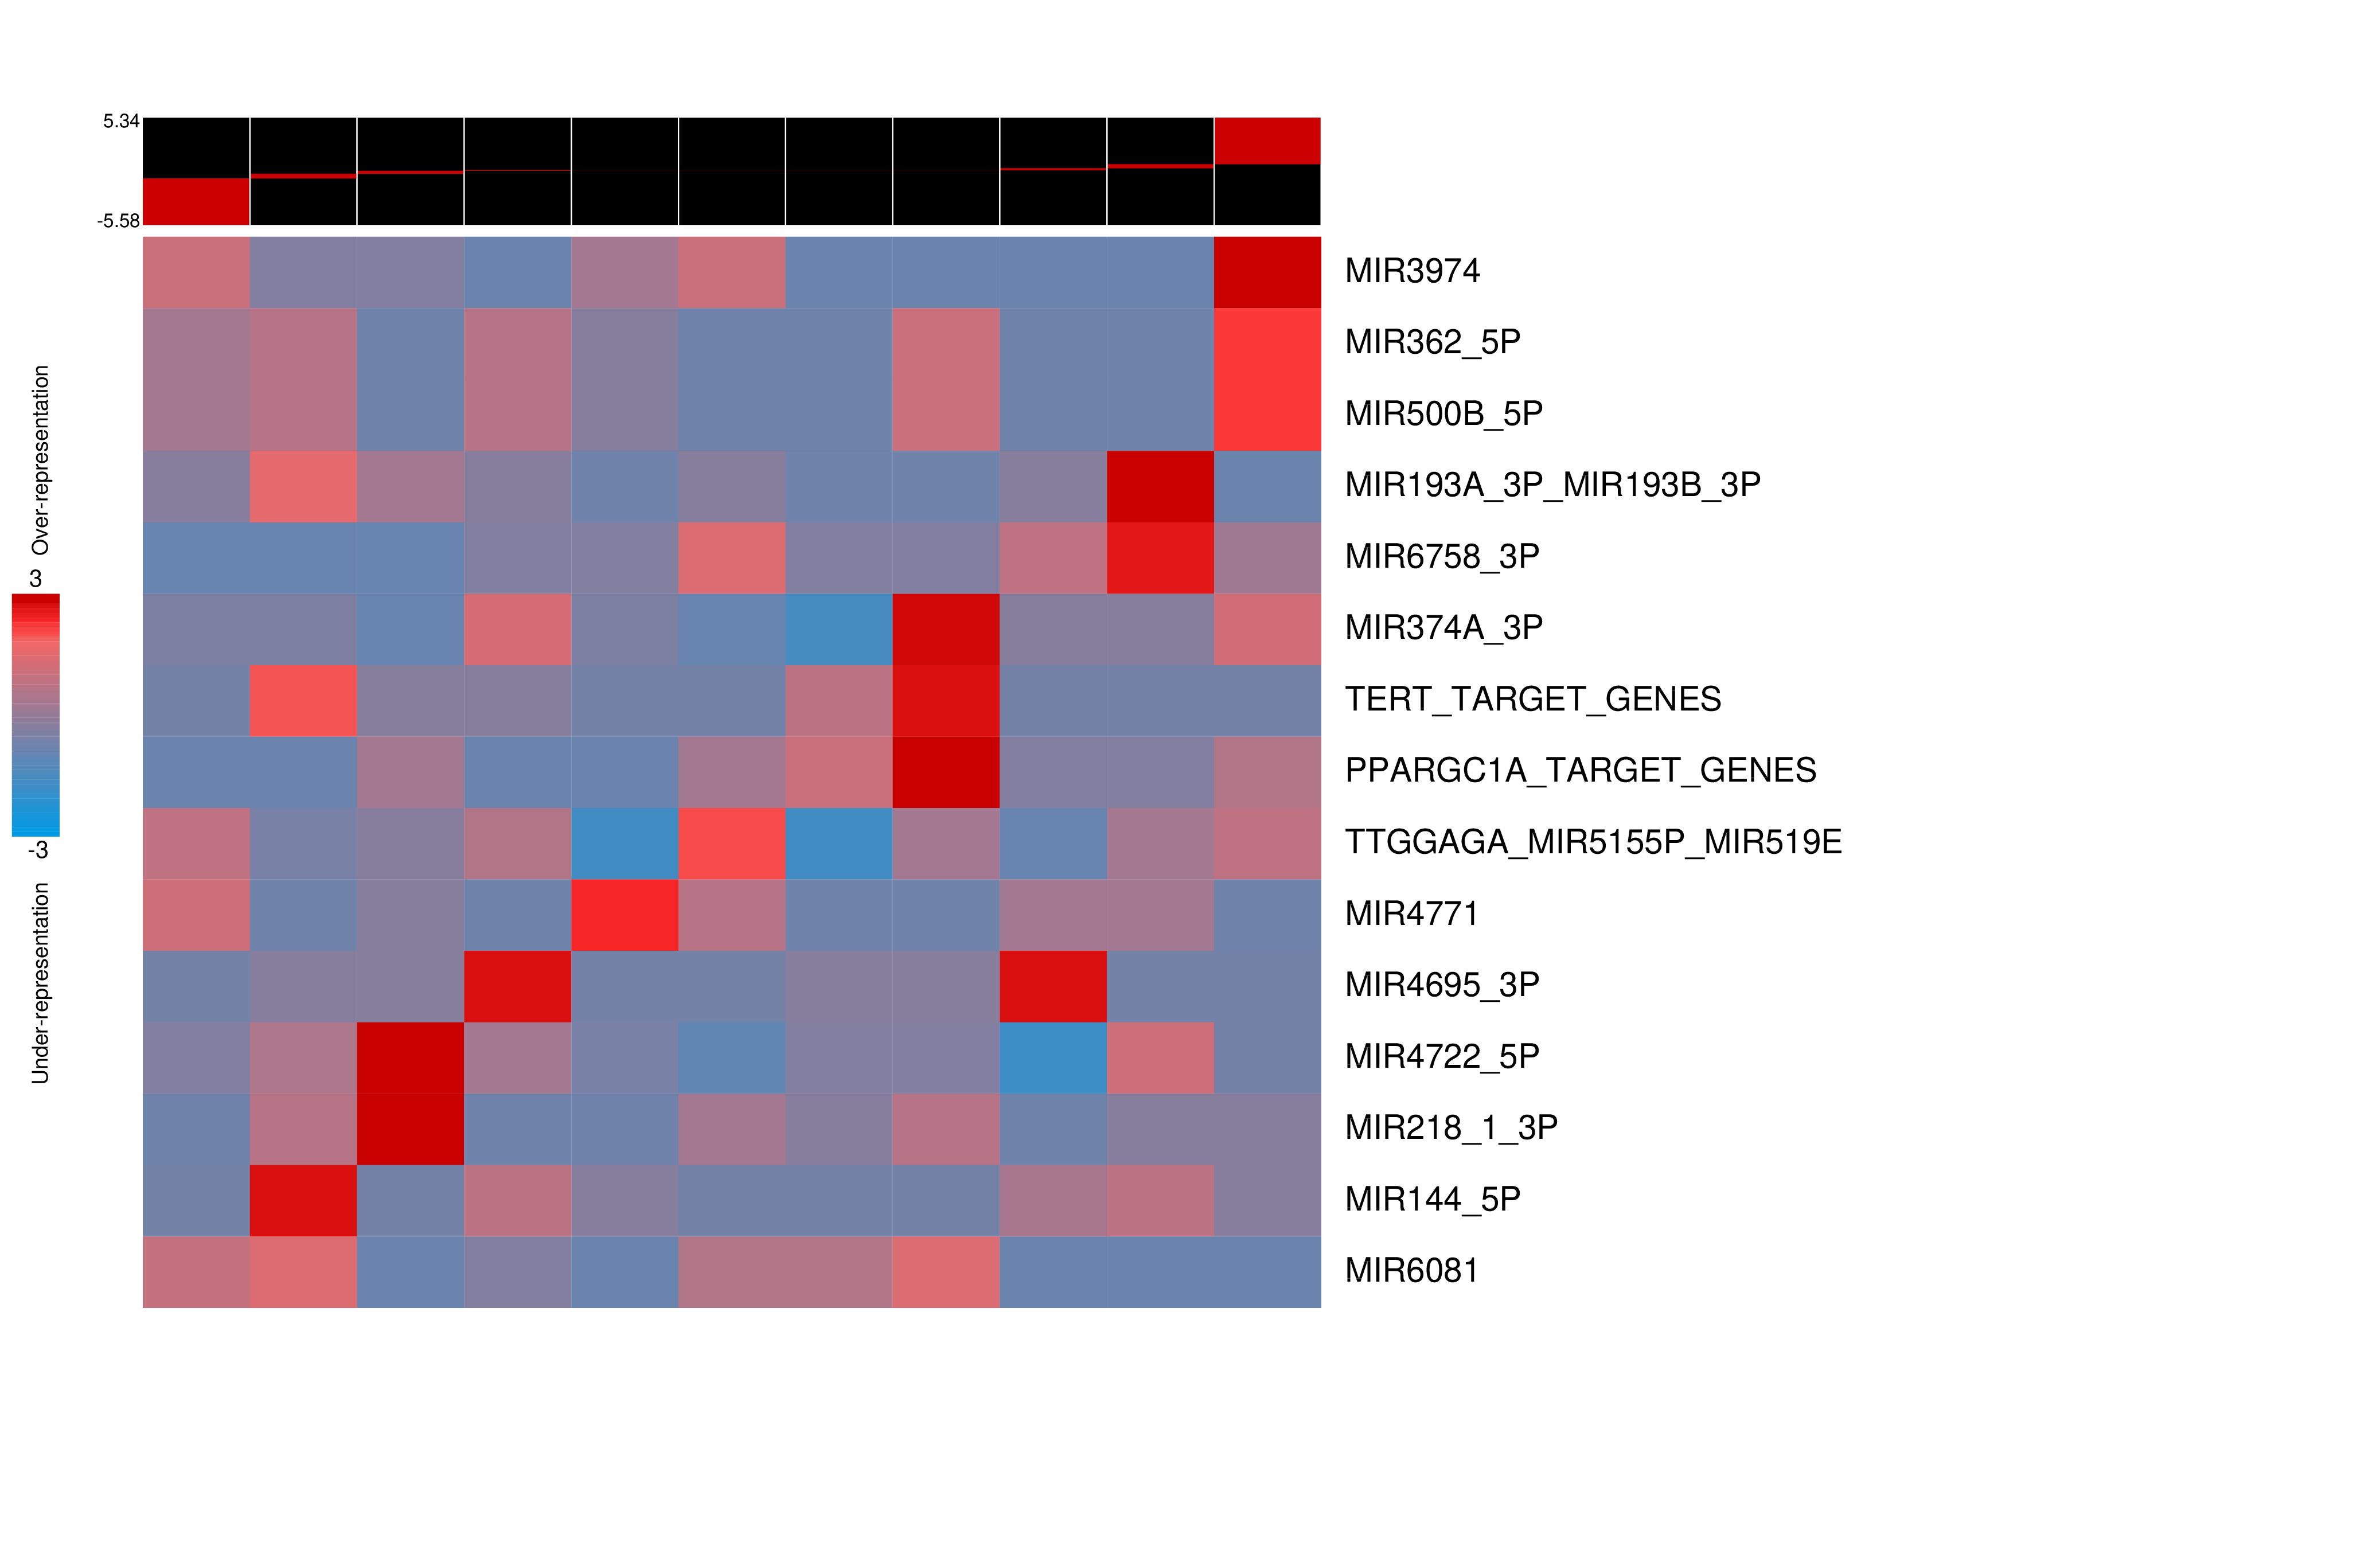 5.34
-5.58
MIR3974
MIR362_5P
MIR500B_5P
MIR193A_3P_MIR193B_3P
MIR6758_3P
MIR374A_3P
TERT_TARGET_GENES
PPARGC1A_TARGET_GENES
TTGGAGA_MIR5155P_MIR519E
MIR4771
MIR4695_3P
MIR4722_5P
MIR218_1_3P
MIR144_5P
MIR6081
Over-representation
3
-3
Under-representation